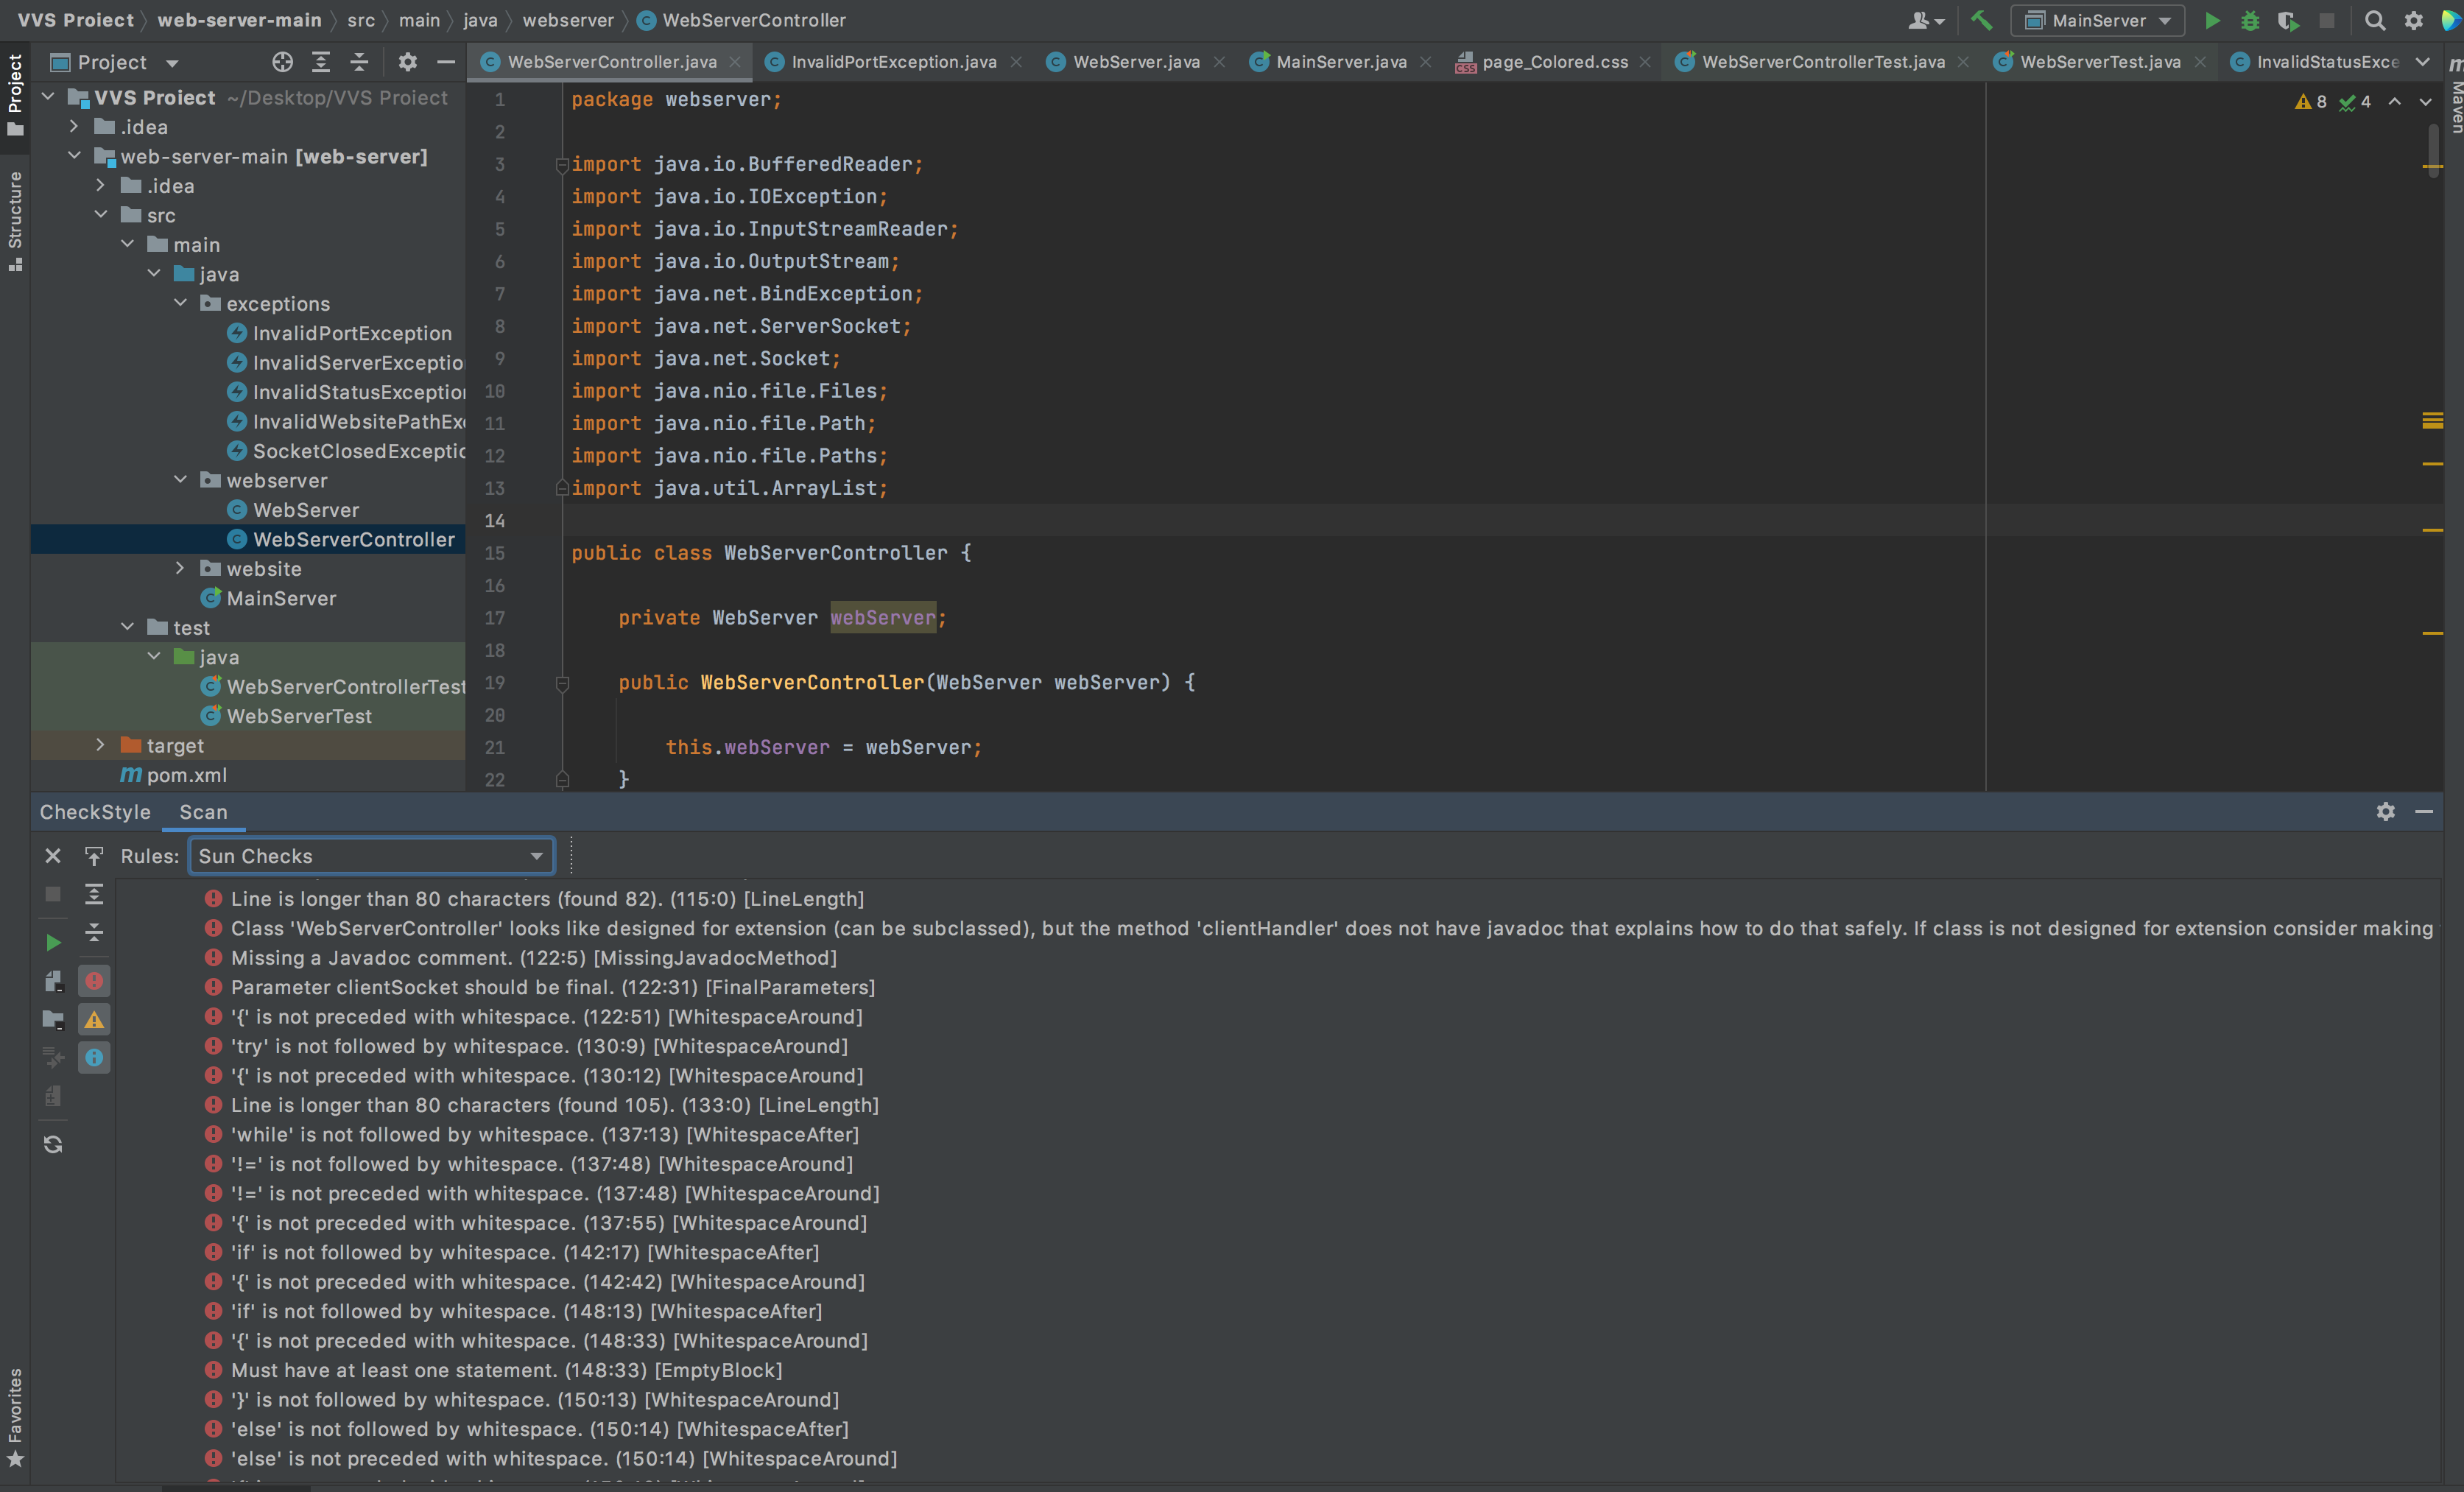 VVS Project web-server-main src main java webserver WebServerController
MainServer
Project
WebServerController.java InvalidPortException.java WebServer.java MainServer.java page_Colored.css WebServerControllerTest.java WebServerTest.java InvalidStatusExce
Project
Structure
Favorites
Maven
VVS Project ~/Desktop/VVS Project
.idea
web-server-main [web-server]
.idea
src
main
java
exceptions
InvalidPortException
InvalidServerExceptio
InvalidStatusException
InvalidWebsitePathEx
SocketClosedExceptio
webserver
WebServer
WebServerController
website
MainServer
test
java
WebServerControllerTest
WebServerTest
target
pom.xml
8 4
1 package webserver;
2
3 import java.io.BufferedReader;
4 import java.io.IOException;
5 import java.io.InputStreamReader;
6 import java.io.OutputStream;
7 import java.net.BindException;
8 import java.net.ServerSocket;
9 import java.net.Socket;
10 import java.nio.file.Files;
11 import java.nio.file.Path;
12 import java.nio.file.Paths;
13 import java.util.ArrayList;
14
15 public class WebServerController {
16
17 private WebServer webServer;
18
19 public WebServerController(WebServer webServer) {
20
21 this.webServer = webServer;
22 }
CheckStyle Scan
Rules: Sun Checks
Line is longer than 80 characters (found 82). (115:0) [LineLength]
Class 'WebServerController' looks like designed for extension (can be subclassed), but the method 'clientHandler' does not have javadoc that explains how to do that safely. If class is not designed for extension consider making
Missing a Javadoc comment. (122:5) [MissingJavadocMethod]
Parameter clientSocket should be final. (122:31) [FinalParameters]
'{' is not preceded with whitespace. (122:51) [WhitespaceAround]
'try' is not followed by whitespace. (130:9) [WhitespaceAround]
'{' is not preceded with whitespace. (130:12) [WhitespaceAround]
Line is longer than 80 characters (found 105). (133:0) [LineLength]
'while' is not followed by whitespace. (137:13) [WhitespaceAfter]
'!=' is not followed by whitespace. (137:48) [WhitespaceAround]
'!=' is not preceded with whitespace. (137:48) [WhitespaceAround]
'{' is not preceded with whitespace. (137:55) [WhitespaceAround]
'if' is not followed by whitespace. (142:17) [WhitespaceAfter]
'{' is not preceded with whitespace. (142:42) [WhitespaceAround]
'if' is not followed by whitespace. (148:13) [WhitespaceAfter]
'{' is not preceded with whitespace. (148:33) [WhitespaceAround]
Must have at least one statement. (148:33) [EmptyBlock]
'}' is not followed by whitespace. (150:13) [WhitespaceAround]
'else' is not followed by whitespace. (150:14) [WhitespaceAfter]
'else' is not preceded with whitespace. (150:14) [WhitespaceAround]